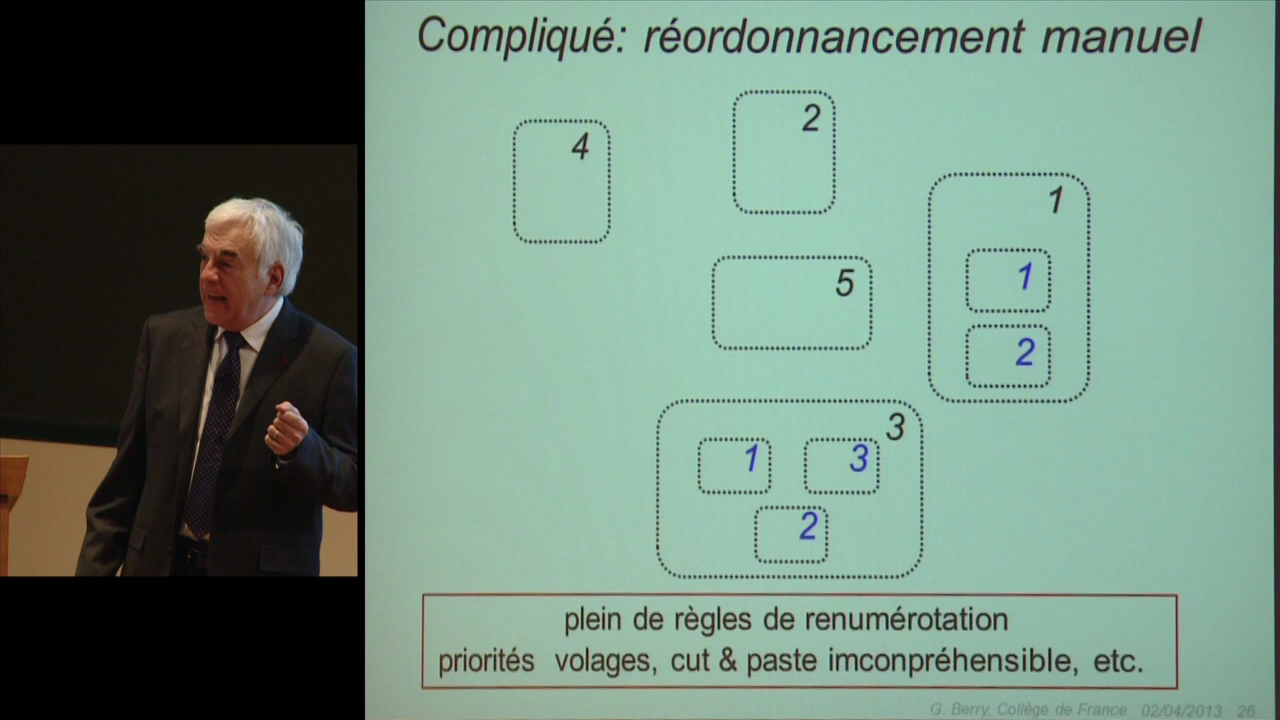 Compliqué: réordonnancement manuel
4
2
1
1
2
5
3
1
3
2
plein de règles de renumérotation
priorités volages, cut & paste imconpréhensible, etc.
G. Berry, Collège de France 02/04/2013 26